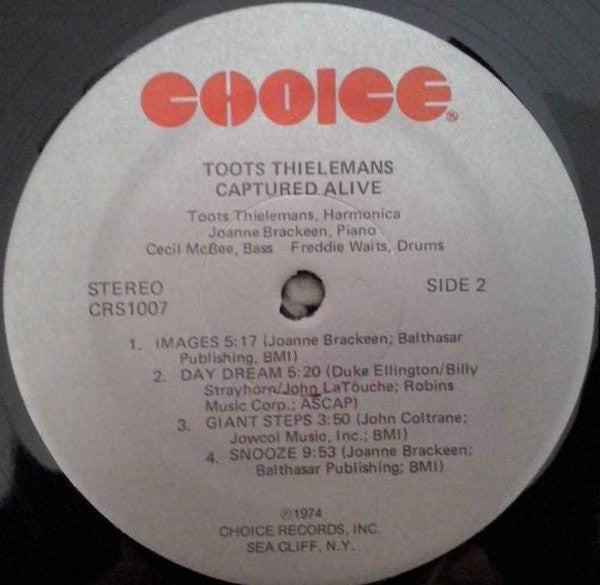 CHOICE®
TOOTS THIELEMANS
CAPTURED ALIVE
Toots Thielemans, Harmonica
Joanne Brackeen, Piano
Cecil McBee, Bass Freddie Waits, Drums
STEREO
CRS1007
SIDE 2
1. IMAGES 5:17 (Joanne Brackeen; Balthasar
Publishing, BMI)
2. DAY DREAM 5:20 (Duke Ellington/Billy
Strayhorn/John LaTouche; Robins
Music Corp.; ASCAP)
3. GIANT STEPS 3:50 (John Coltrane;
Jowcol Music, Inc.; BMI)
4. SNOOZE 9:53 (Joanne Brackeen;
Balthasar Publishing; BMI)
℗1974
CHOICE RECORDS, INC.
SEA CLIFF, N.Y.